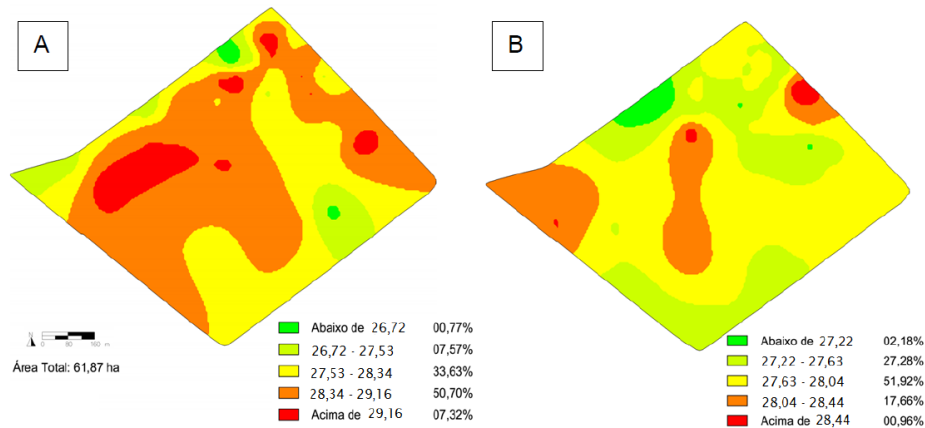 A
B
N
0 80 160 m
Área Total: 61,87 ha
Abaixo de 26,72 00,77%
26,72 - 27,53 07,57%
27,53 - 28,34 33,63%
28,34 - 29,16 50,70%
Acima de 29,16 07,32%
Abaixo de 27,22 02,18%
27,22 - 27,63 27,28%
27,63 - 28,04 51,92%
28,04 - 28,44 17,66%
Acima de 28,44 00,96%